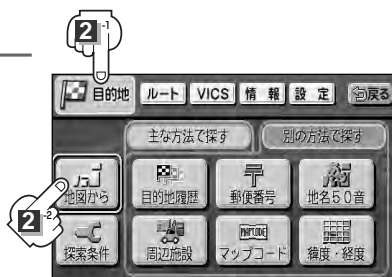 2-1
目的地 ルート VICS 情報 設定 戻る
主な方法で探す 別の方法で探す
地図から 目的地履歴 郵便番号 地名50音
2-2
探索条件 周辺施設 マップコード 緯度・経度
MAPCODE